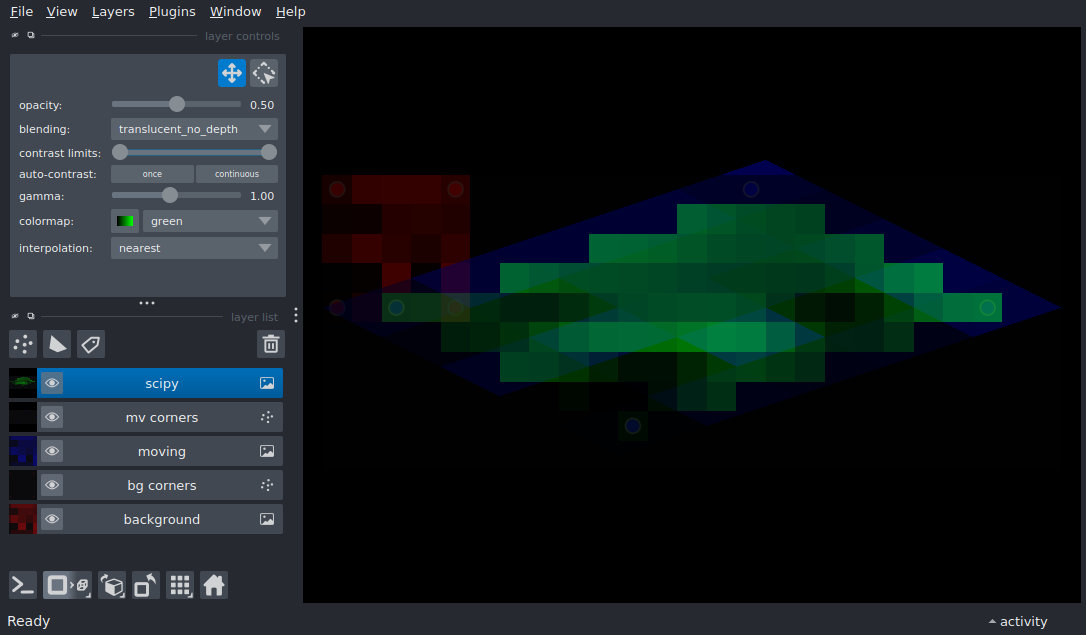 File View Layers Plugins Window Help
layer controls
opacity: 0.50
blending: translucent_no_depth
contrast limits:
auto-contrast: once continuous
gamma: 1.00
colormap: green
interpolation: nearest
layer list
scipy
mv corners
moving
bg corners
background
Ready
activity